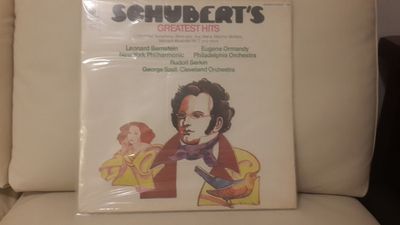 SCHUBERT'S
GREATEST HITS
Leonard Bernstein
New York Philharmonic
Eugene Ormandy
Philadelphia Orchestra
Rudolf Serkin
George Szell, Cleveland Orchestra